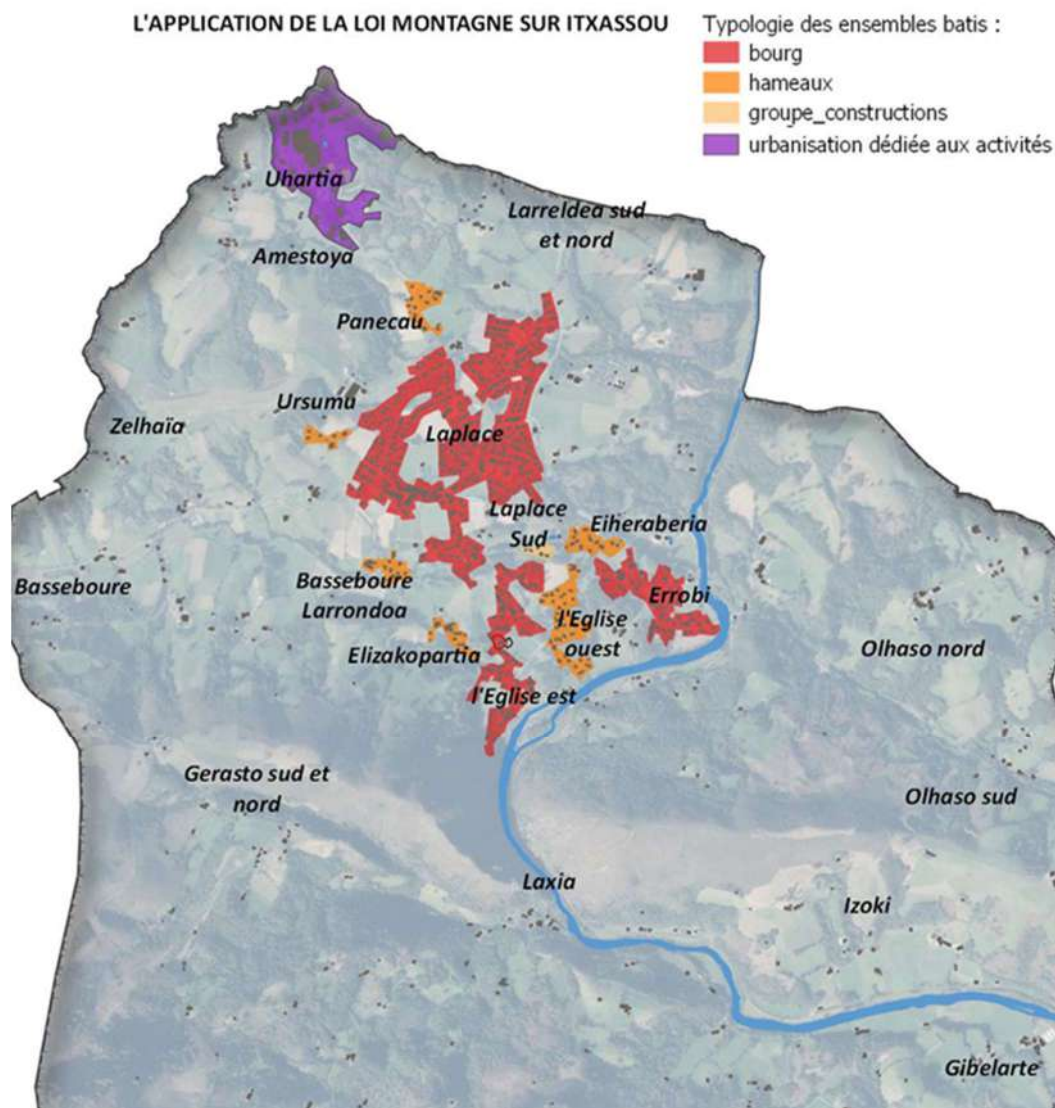 L'APPLICATION DE LA LOI MONTAGNE SUR ITXASSOU
Typologie des ensembles batis :
bourg
hameaux
groupe_constructions
urbanisation dédiée aux activités
Uhartia
Larreldea sud
et nord
Amestoya
Panecau
Ursumu
Zelhaïa
Laplace
Laplace
Sud
Eiheraberia
Basseboure
Basseboure
Larrondoa
Errobi
l'Eglise
ouest
Elizakopartia
Olhaso nord
l'Eglise est
Gerasto sud et
nord
Olhaso sud
Laxia
Izoki
Gibelarte